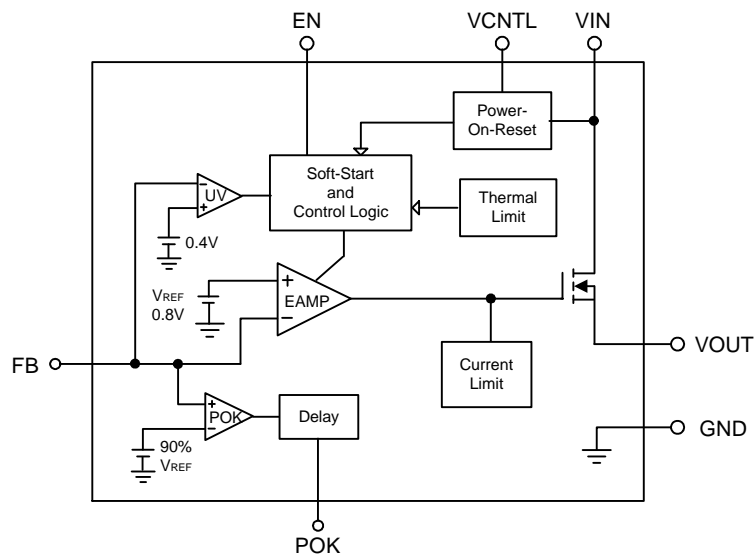 EN
VCNTL
VIN
Power-
On-Reset
Soft-Start
and
Control Logic
Thermal
Limit
UV
0.4V
VREF
0.8V
EAMP
FB
VOUT
Current
Limit
POK
Delay
90%
VREF
GND
POK